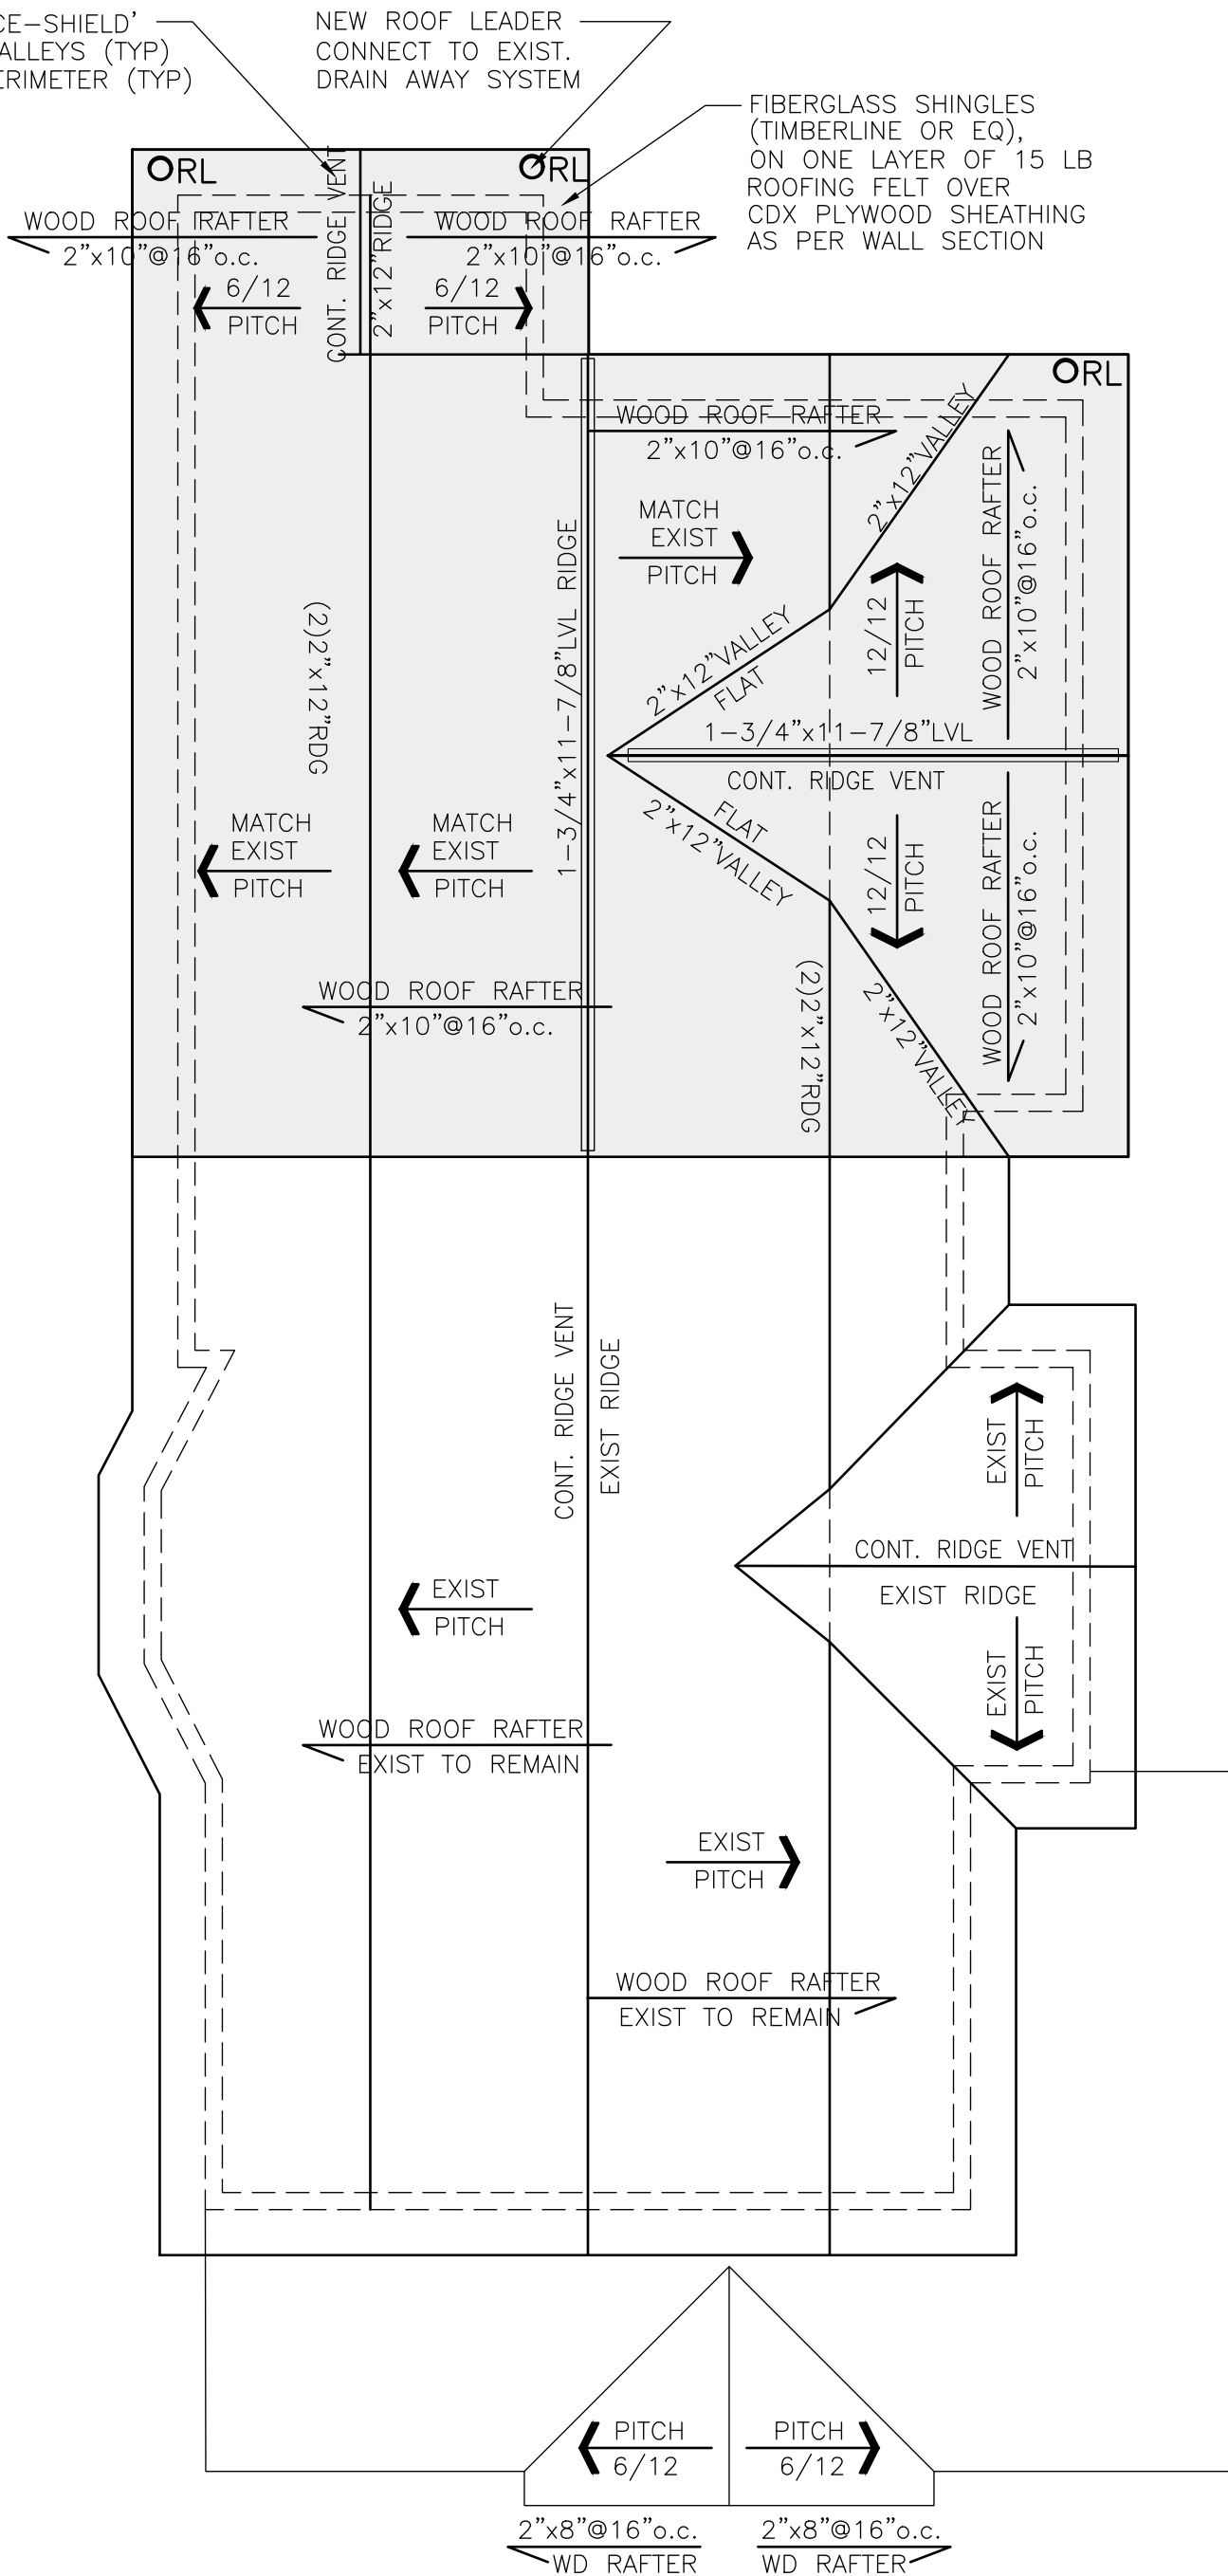 CE-SHIELD'
ALLEYS (TYP)
ERIMETER (TYP)
NEW ROOF LEADER
CONNECT TO EXIST.
DRAIN AWAY SYSTEM
FIBERGLASS SHINGLES
(TIMBERLINE OR EQ),
ON ONE LAYER OF 15 LB
ROOFING FELT OVER
CDX PLYWOOD SHEATHING
AS PER WALL SECTION
RL
RL
CONT. RIDGE VENT
2"x12"RIDGE
WOOD ROOF RAFTER
2"x10"@16"o.c.
WOOD ROOF RAFTER
2"x10"@16"o.c.
6/12
PITCH
6/12
PITCH
RL
WOOD ROOF RAFTER
2"x10"@16"o.c.
2"x12"VALLEY
WOOD ROOF RAFTER
2"x10"@16"o.c.
MATCH
EXIST
PITCH
1-3/4"x11-7/8"LVL RIDGE
(2)2"x12"RDG
12/12
PITCH
2"x12"VALLEY
FLAT
1-3/4"x11-7/8"LVL
CONT. RIDGE VENT
FLAT
2"x12"VALLEY
MATCH
EXIST
PITCH
MATCH
EXIST
PITCH
12/12
PITCH
WOOD ROOF RAFTER
2"x10"@16"o.c.
WOOD ROOF RAFTER
2"x10"@16"o.c.
(2)2"x12"RDG
2"x12"VALLEY
CONT. RIDGE VENT
EXIST RIDGE
EXIST
PITCH
CONT. RIDGE VENT
EXIST RIDGE
EXIST
PITCH
EXIST
PITCH
WOOD ROOF RAFTER
EXIST TO REMAIN
EXIST
PITCH
WOOD ROOF RAFTER
EXIST TO REMAIN
PITCH
6/12
PITCH
6/12
2"x8"@16"o.c.
WD RAFTER
2"x8"@16"o.c.
WD RAFTER